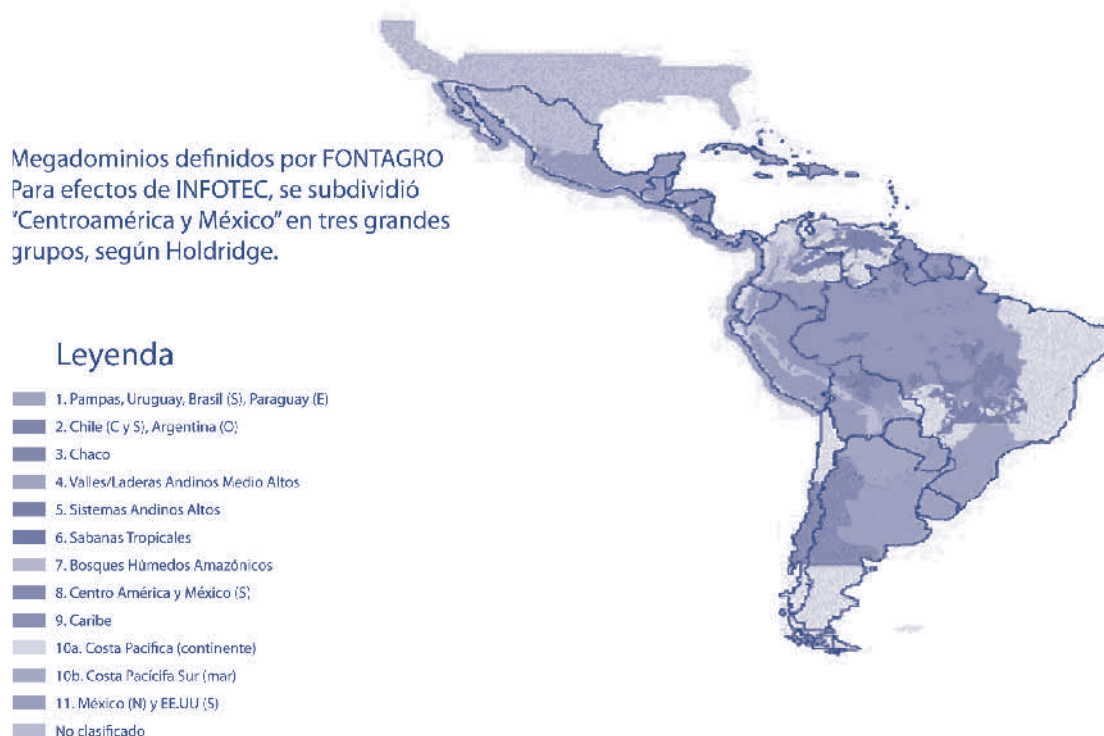 Megadominios definidos por FONTAGRO
Para efectos de INFOTEC, se subdividió
"Centroamérica y México" en tres grandes
grupos, según Holdridge.
Leyenda
1. Pampas, Uruguay, Brasil (S), Paraguay (E)
2. Chile (C y S), Argentina (O)
3. Chaco
4. Valles/Laderas Andinos Medio Altos
5. Sistemas Andinos Altos
6. Sabanas Tropicales
7. Bosques Húmedos Amazónicos
8. Centro América y México (S)
9. Caribe
10a. Costa Pacífica (continente)
10b. Costa Pacícifa Sur (mar)
11. México (N) y EE.UU (S)
No clasificado